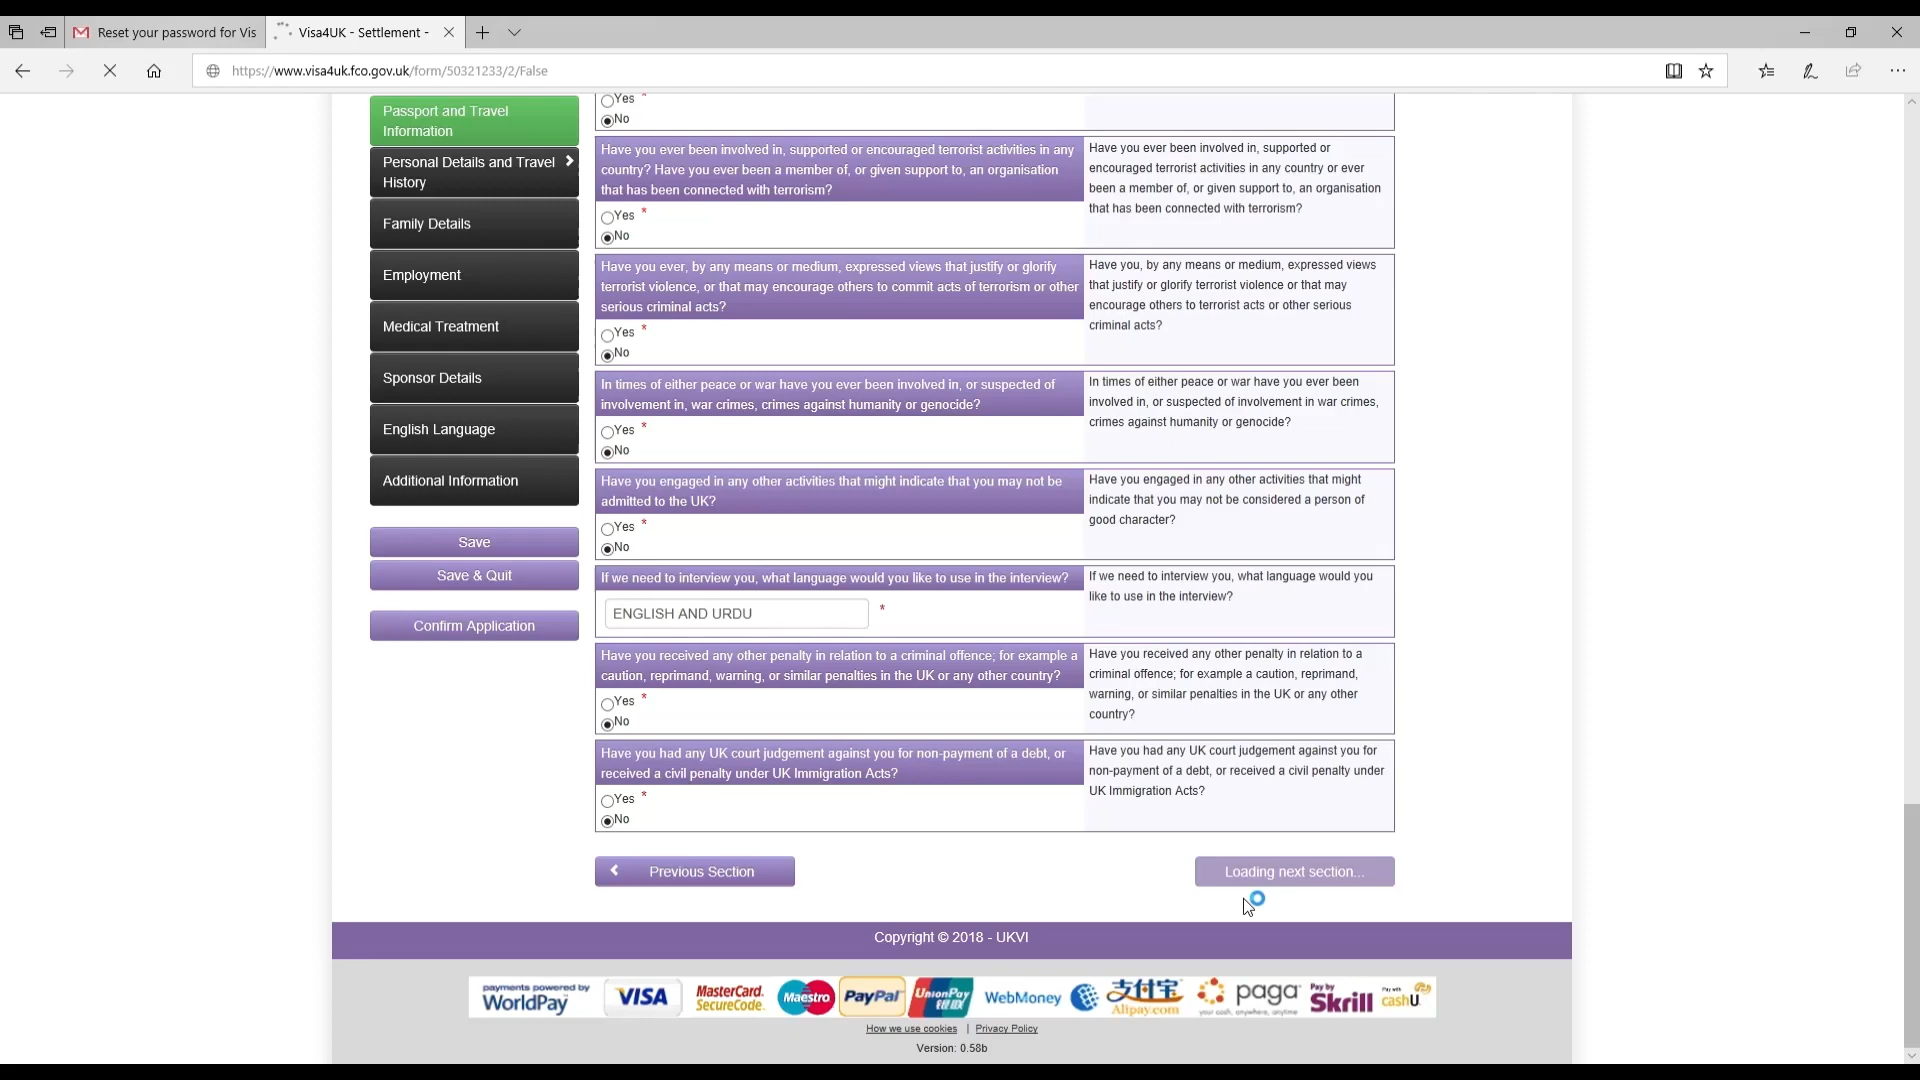 Reset your password for Vis
Visa4UK - Settlement -
https://www.visa4uk.fco.gov.uk/form/50321233/2/False
Passport and Travel
Information
Personal Details and Travel
History
Family Details
Employment
Medical Treatment
Sponsor Details
English Language
Additional Information
Save
Save & Quit
Confirm Application
Yes *
No
Have you ever been involved in, supported or encouraged terrorist activities in any
country? Have you ever been a member of, or given support to, an organisation
that has been connected with terrorism?
Yes *
No
Have you ever been involved in, supported or
encouraged terrorist activities in any country or ever
been a member of, or given support to, an organisation
that has been connected with terrorism?
Have you ever, by any means or medium, expressed views that justify or glorify
terrorist violence, or that may encourage others to commit acts of terrorism or other
serious criminal acts?
Yes *
No
Have you, by any means or medium, expressed views
that justify or glorify terrorist violence or that may
encourage others to terrorist acts or other serious
criminal acts?
In times of either peace or war have you ever been involved in, or suspected of
involvement in, war crimes, crimes against humanity or genocide?
Yes *
No
In times of either peace or war have you ever been
involved in, or suspected of involvement in war crimes,
crimes against humanity or genocide?
Have you engaged in any other activities that might indicate that you may not be
admitted to the UK?
Yes *
No
Have you engaged in any other activities that might
indicate that you may not be considered a person of
good character?
If we need to interview you, what language would you like to use in the interview?
ENGLISH AND URDU *
If we need to interview you, what language would you
like to use in the interview?
Have you received any other penalty in relation to a criminal offence; for example a
caution, reprimand, warning, or similar penalties in the UK or any other country?
Yes *
No
Have you received any other penalty in relation to a
criminal offence; for example a caution, reprimand,
warning, or similar penalties in the UK or any other
country?
Have you had any UK court judgement against you for non-payment of a debt, or
received a civil penalty under UK Immigration Acts?
Yes *
No
Have you had any UK court judgement against you for
non-payment of a debt, or received a civil penalty under
UK Immigration Acts?
Previous Section
Loading next section...
Copyright © 2018 - UKVI
payments powered by
WorldPay
VISA
MasterCard.
SecureCode.
Maestro
PayPal
UnionPay
银联
WebMoney
支付宝
Alipay.com
paga
your cash, anywhere, anytime
Pay by
Skrill
Pay with
cashU
How we use cookies | Privacy Policy
Version: 0.58b